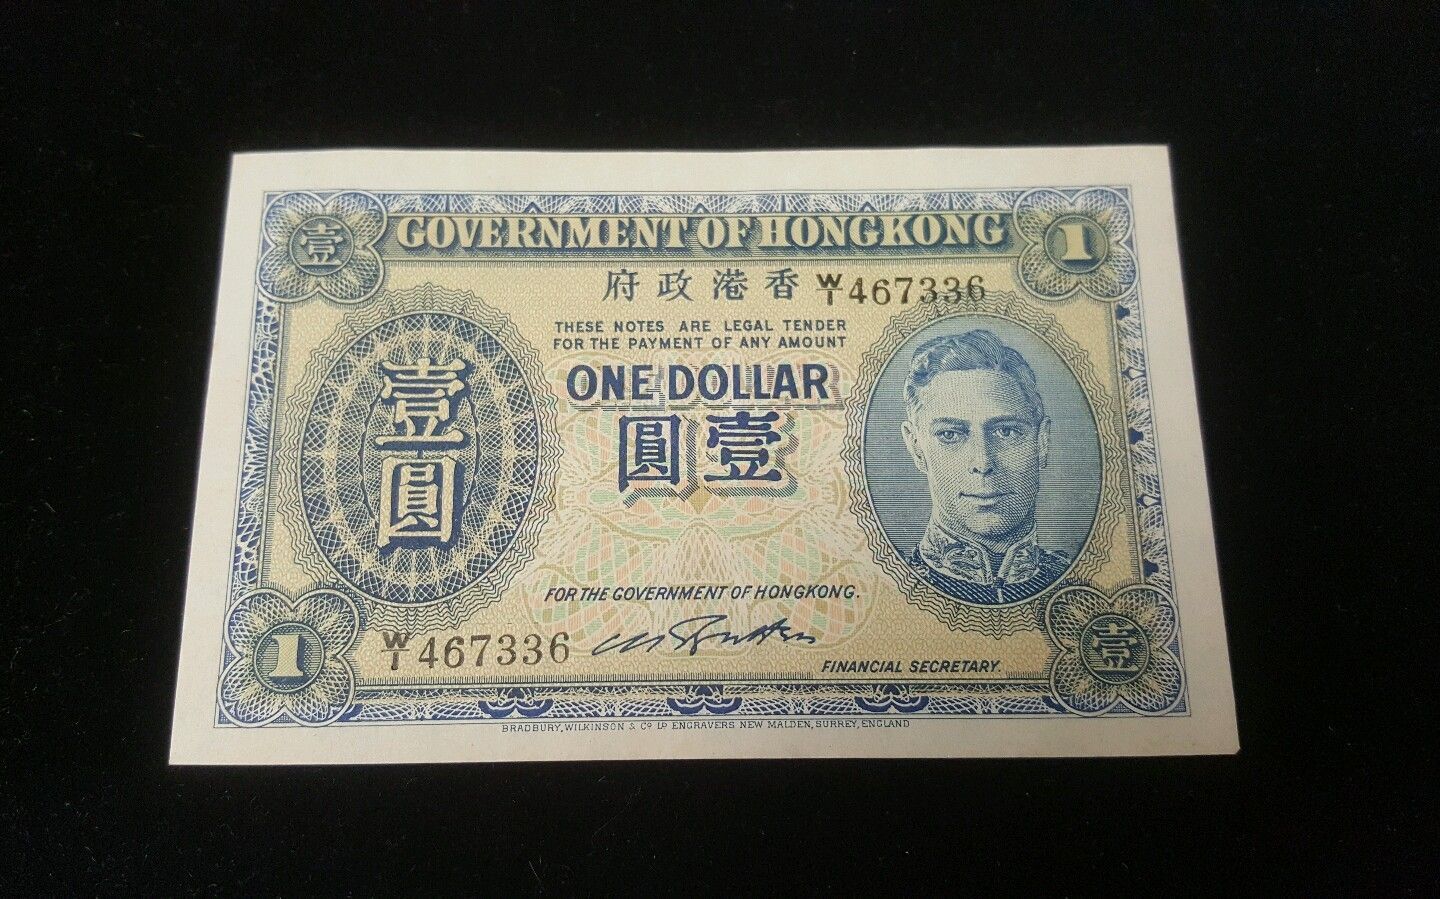 壹 GOVERNMENT OF HONGKONG 1
府政港香 W/1 467336
THESE NOTES ARE LEGAL TENDER
FOR THE PAYMENT OF ANY AMOUNT
ONE DOLLAR
圓壹
壹
圓
FOR THE GOVERNMENT OF HONGKONG.
W/1 467336
FINANCIAL SECRETARY.
1
壹
BRADBURY, WILKINSON & Cº Lᴰ ENGRAVERS NEW MALDEN, SURREY, ENGLAND